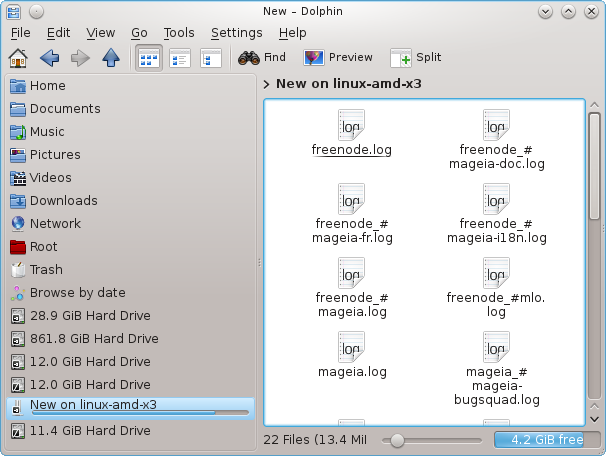 New – Dolphin
File Edit View Go Tools Settings Help
Find Preview Split
Home
Documents
Music
Pictures
Videos
Downloads
Network
Root
Trash
Browse by date
28.9 GiB Hard Drive
861.8 GiB Hard Drive
12.0 GiB Hard Drive
12.0 GiB Hard Drive
New on linux-amd-x3
11.4 GiB Hard Drive
New on linux-amd-x3
log
freenode.log
log
freenode_#
mageia-doc.log
log
freenode_#
mageia-fr.log
log
freenode_#
mageia-i18n.log
log
freenode_#
mageia.log
log
freenode_#mlo.
log
log
mageia.log
log
mageia_#
mageia-
bugsquad.log
22 Files (13.4 MiI
4,2 GiB free